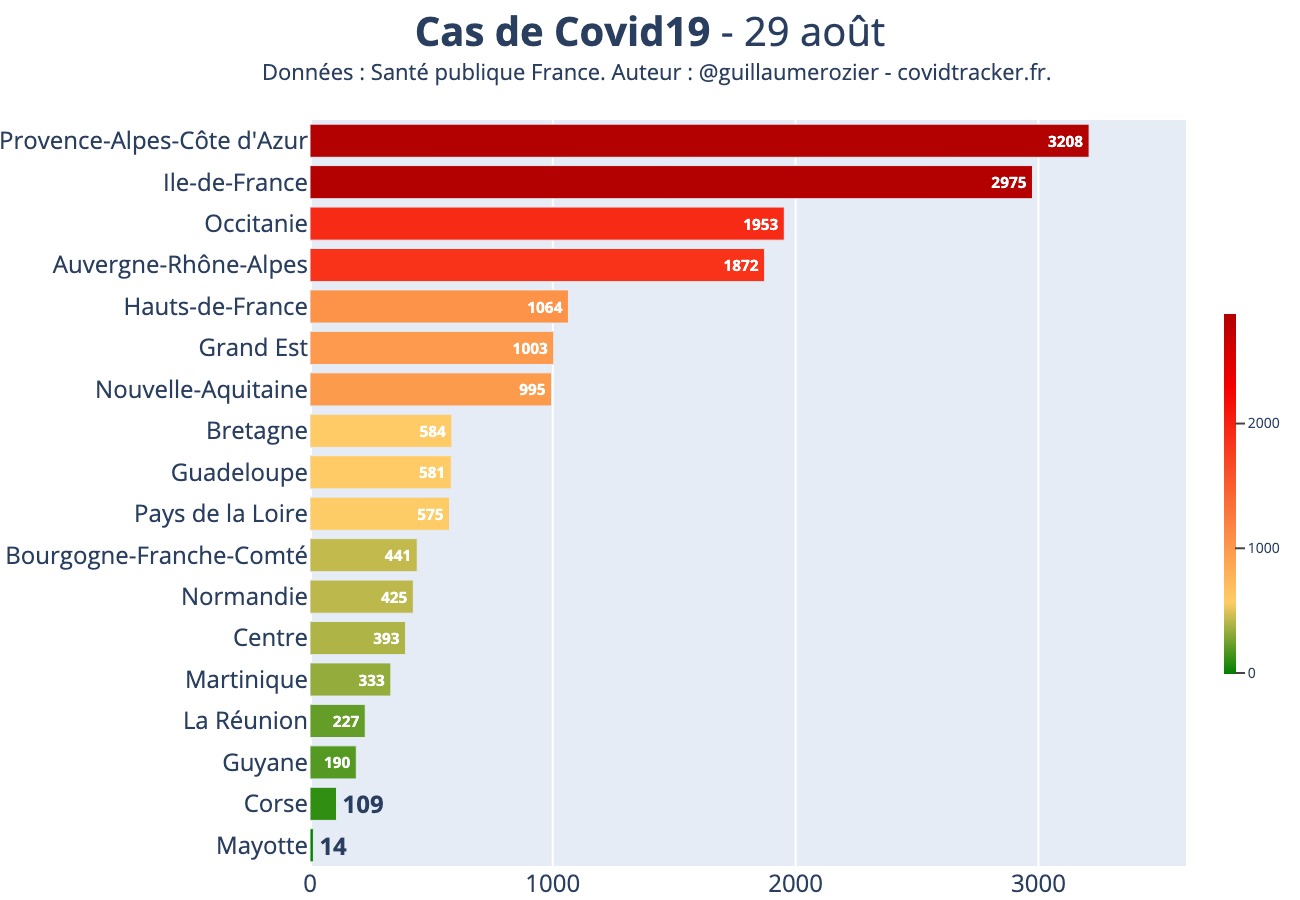 Cas de Covid19 - 29 août
Données : Santé publique France. Auteur : @guillaumerozier - covidtracker.fr.
Provence-Alpes-Côte d'Azur 3208
Ile-de-France 2975
Occitanie 1953
Auvergne-Rhône-Alpes 1872
Hauts-de-France 1064
Grand Est 1003
Nouvelle-Aquitaine 995
Bretagne 584
Guadeloupe 581
Pays de la Loire 575
Bourgogne-Franche-Comté 441
Normandie 425
Centre 393
Martinique 333
La Réunion 227
Guyane 190
Corse 109
Mayotte 14
0 1000 2000 3000
2000
1000
0